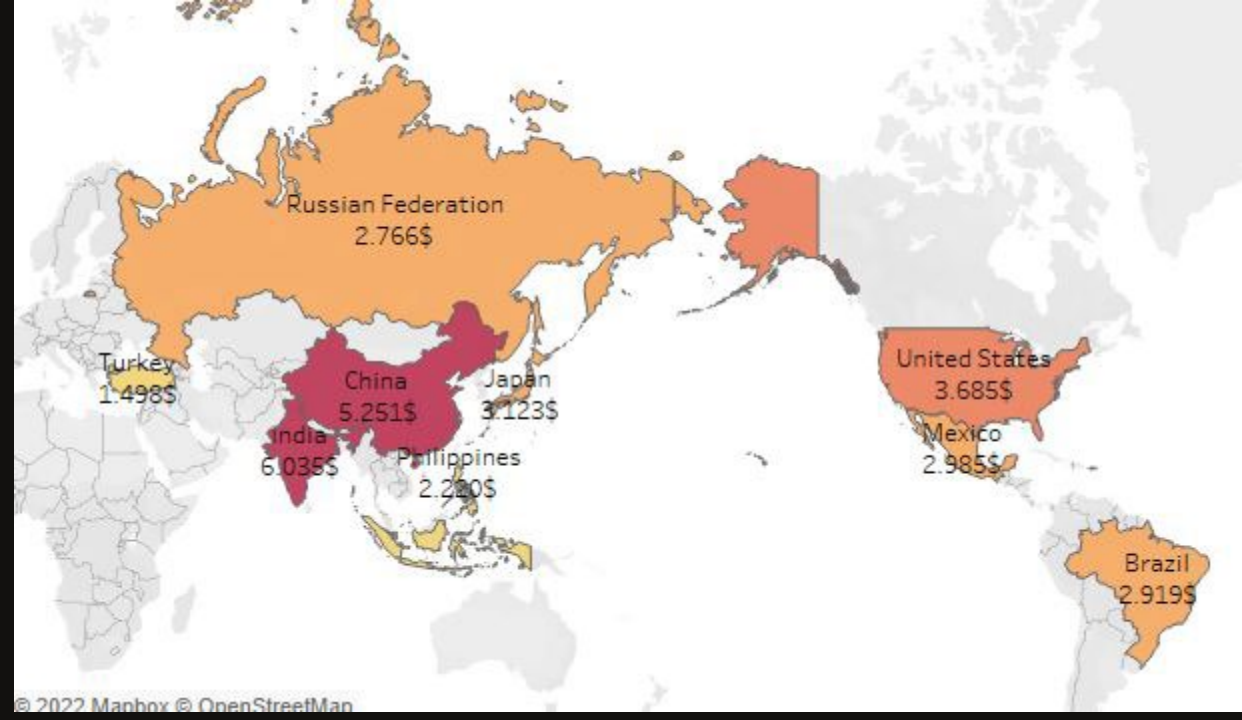 Russian Federation
2.766$
Turkey
1.498$
China
5.251$
Japan
3.123$
India
6.035$
Philippines
2.220$
United States
3.685$
Mexico
2.985$
Brazil
2.919$
© 2022 Mapbox © OpenStreetMap